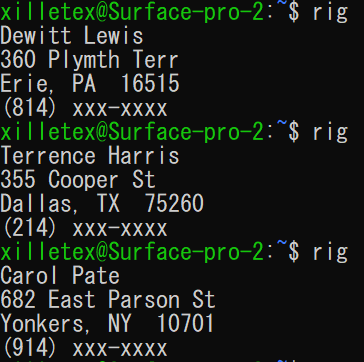 xilletex@Surface-pro-2:~$ rig
Dewitt Lewis
360 Plymth Terr
Erie, PA  16515
(814) xxx-xxxx
xilletex@Surface-pro-2:~$ rig
Terrence Harris
355 Cooper St
Dallas, TX  75260
(214) xxx-xxxx
xilletex@Surface-pro-2:~$ rig
Carol Pate
682 East Parson St
Yonkers, NY  10701
(914) xxx-xxxx